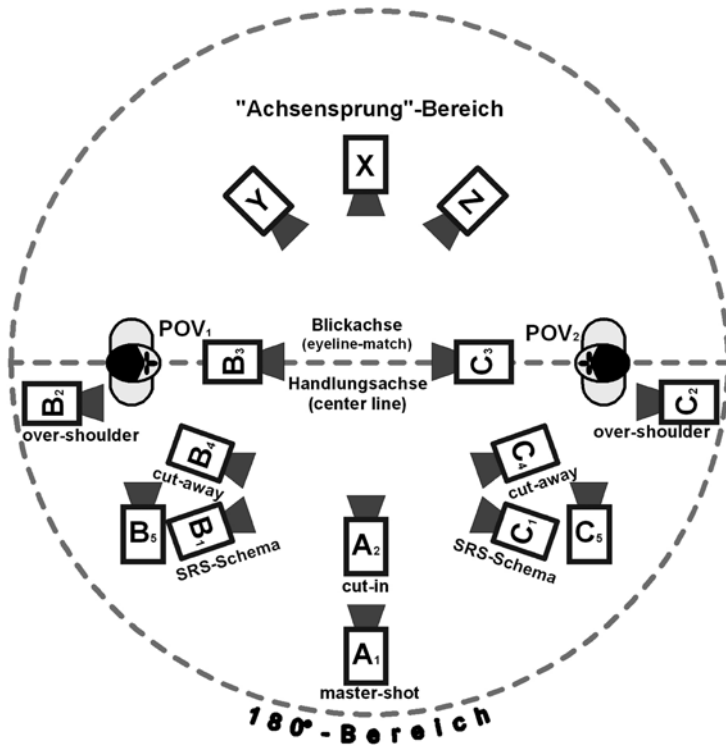 "Achsensprung"-Bereich
X
Y
Z
POV1
Blickachse
(eyeline-match)
POV2
B3
C3
Handlungsachse
(center line)
B2
over-shoulder
C2
over-shoulder
B4
cut-away
C4
cut-away
B5
B1
SRS-Schema
A2
cut-in
C1
SRS-Schema
C5
A1
master-shot
180°-Bereich